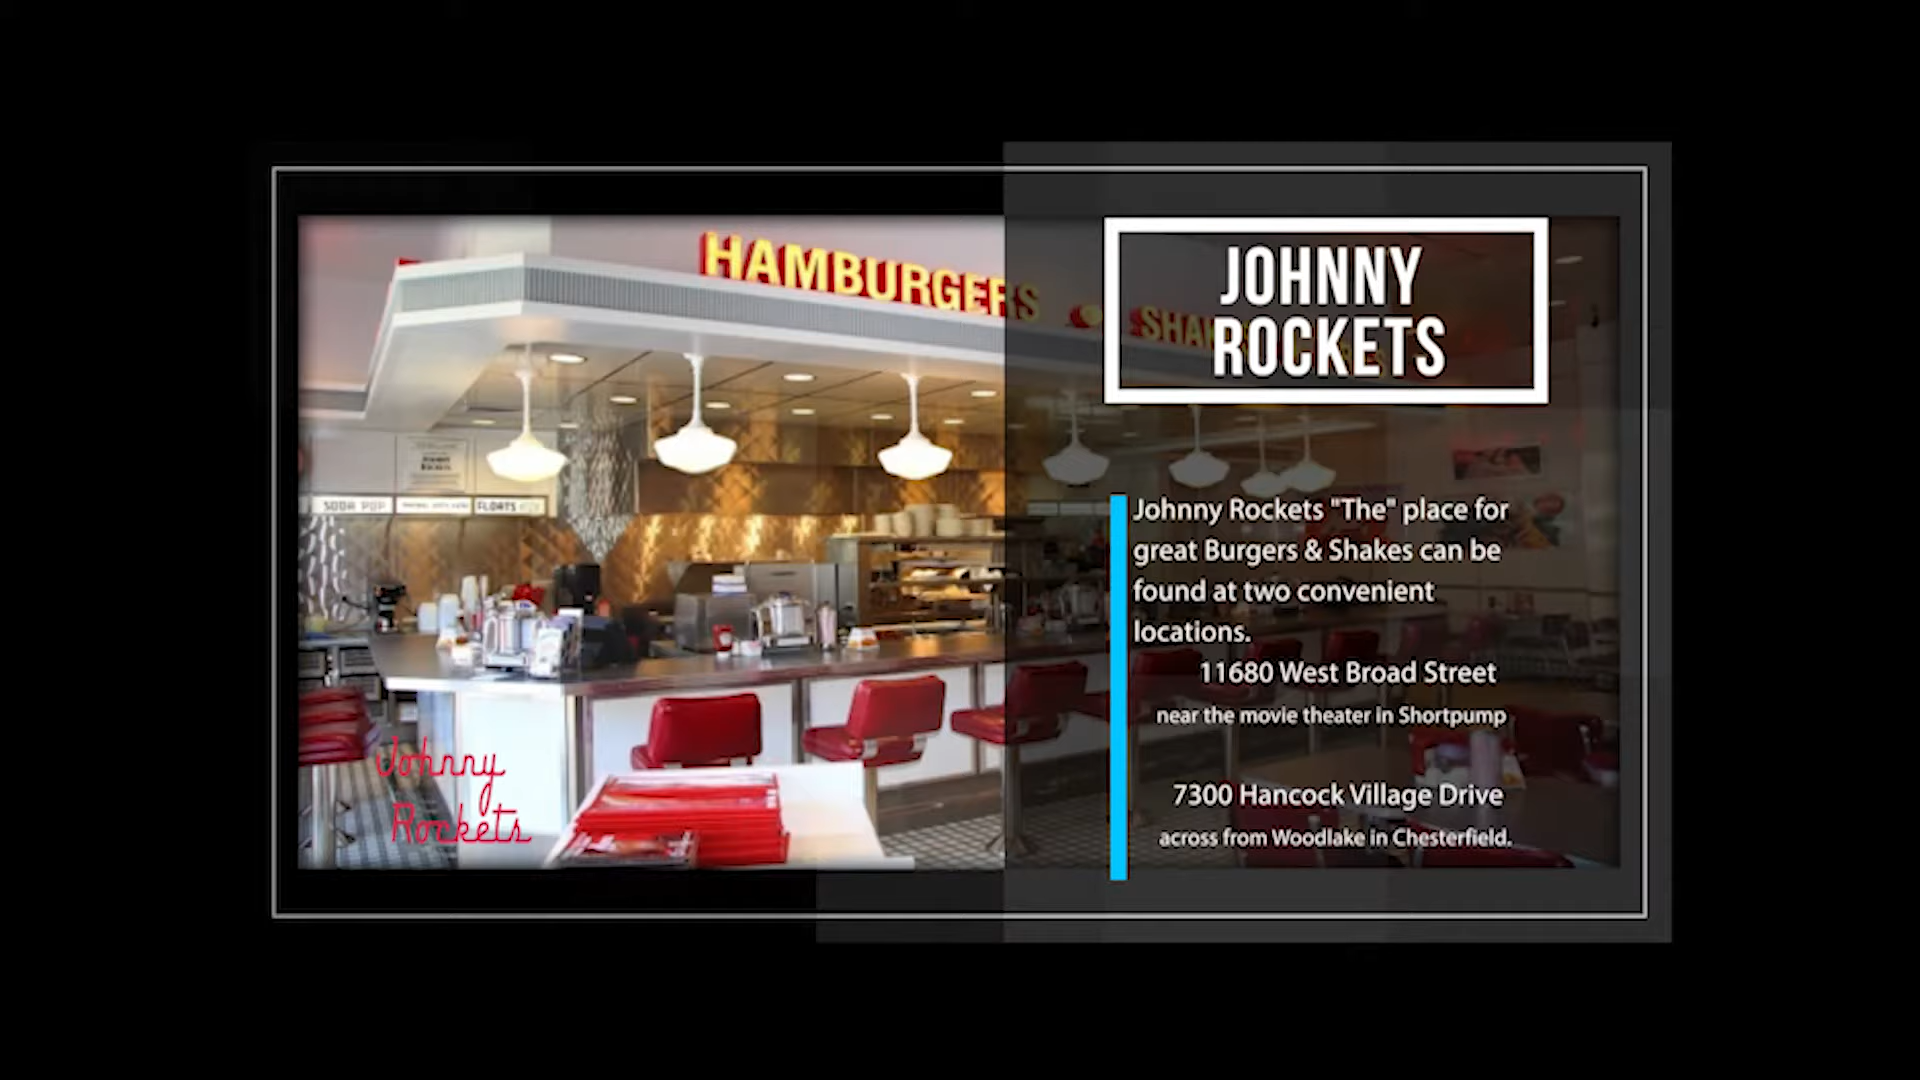 HAMBURGERS
JOHNNY
ROCKETS
SODA POP
FLOATS
Johnny Rockets "The" place for
great Burgers & Shakes can be
found at two convenient
locations.
11680 West Broad Street
near the movie theater in Shortpump
7300 Hancock Village Drive
across from Woodlake in Chesterfield.
Johnny
Rockets